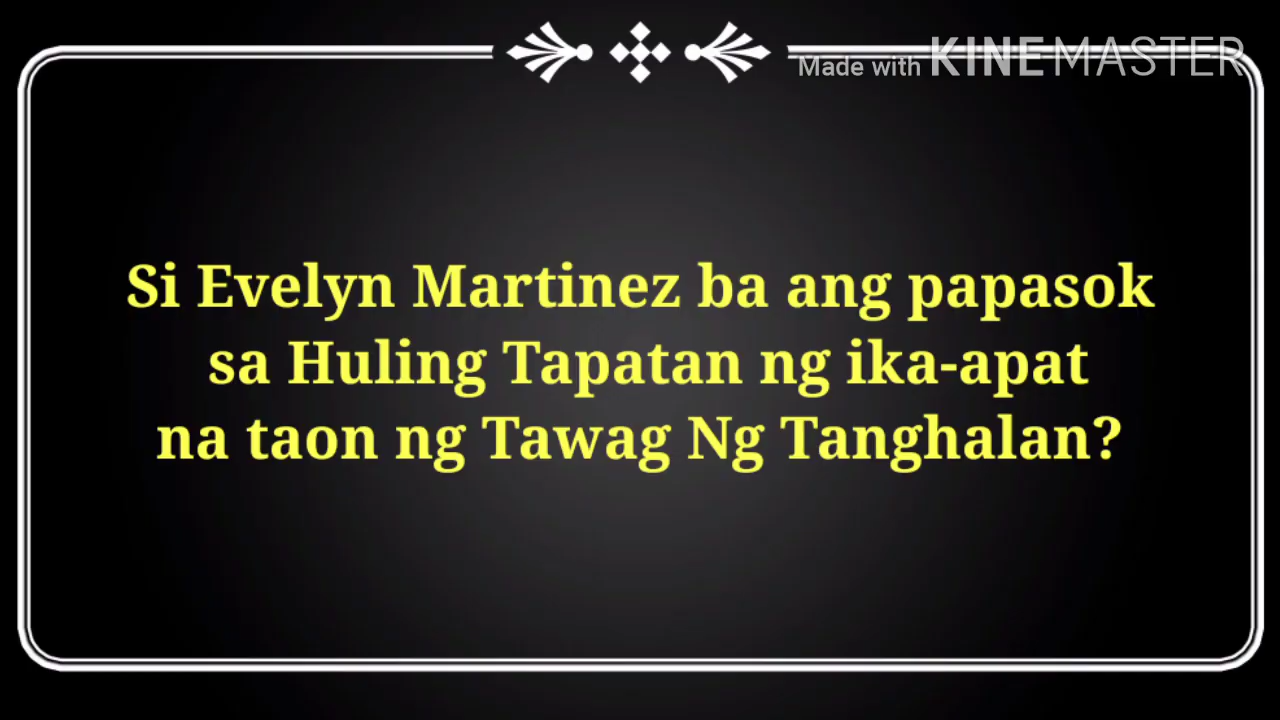 Made with KINEMASTER
Si Evelyn Martinez ba ang papasok
sa Huling Tapatan ng ika-apat
na taon ng Tawag Ng Tanghalan?